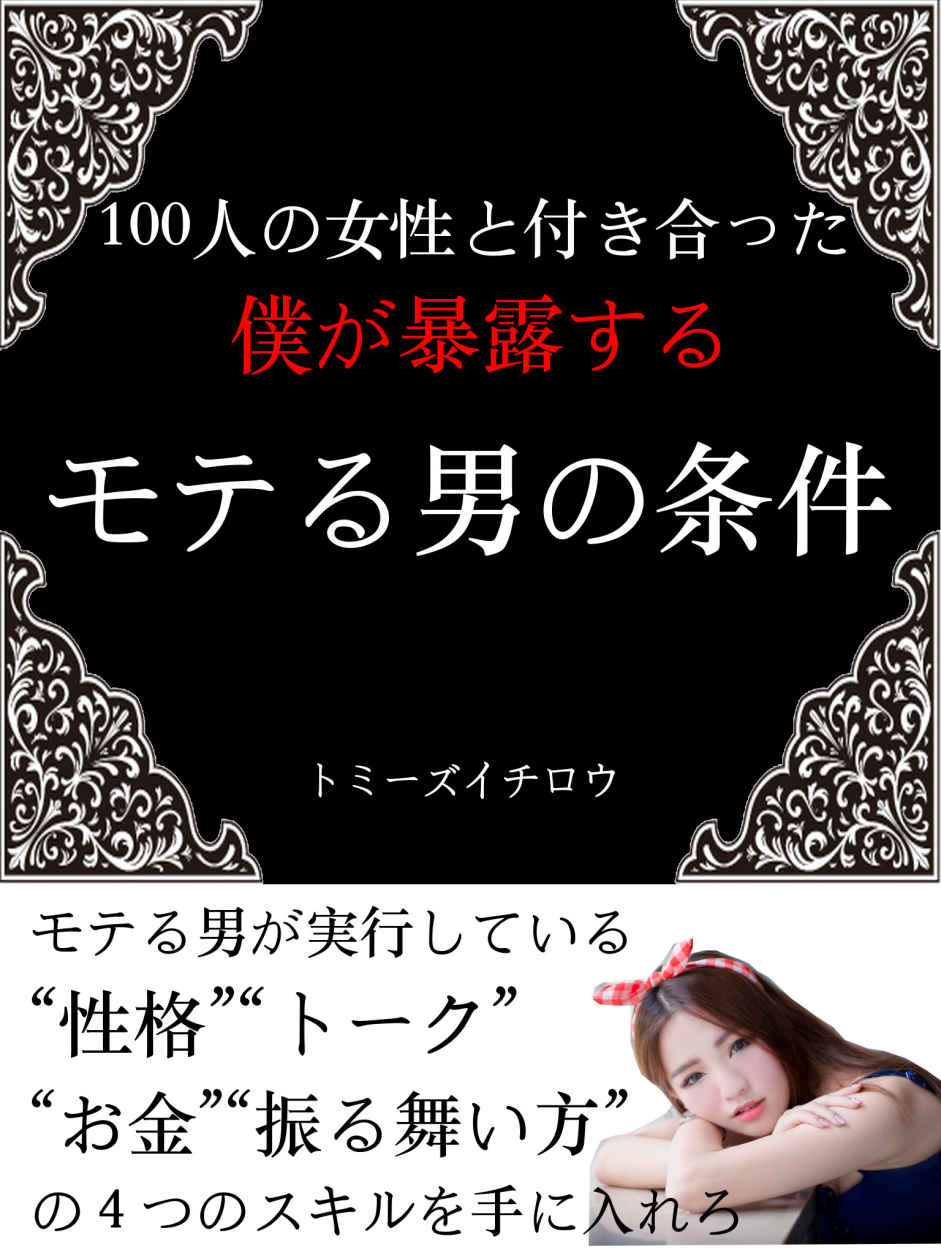 100人の女性と付き合った
僕が暴露する
モテる男の条件
トミーズイチロウ
モテる男が実行している
“性格”“トーク”
“お金”“振る舞い方”
の４つのスキルを手に入れろ